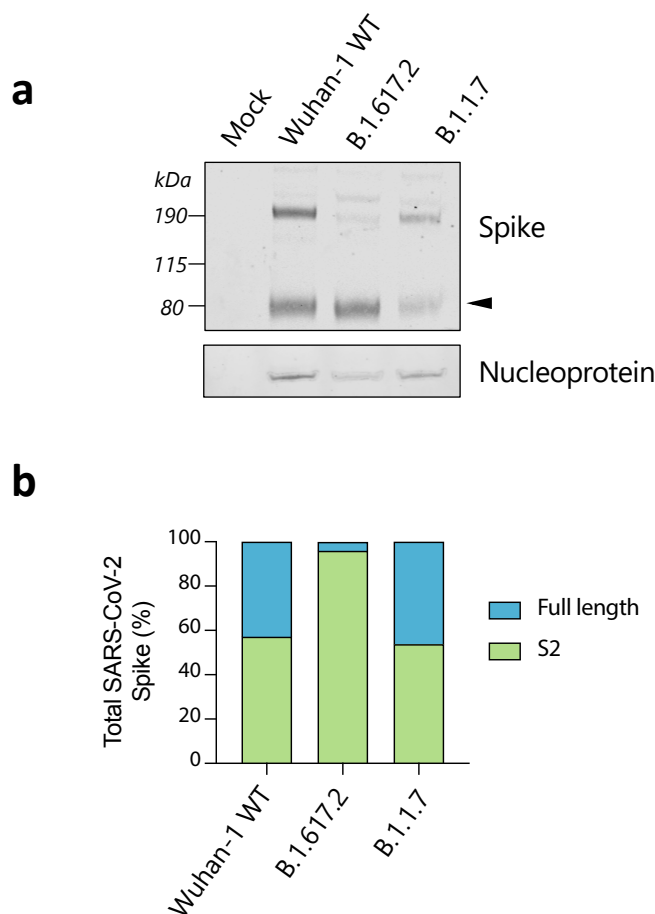 a
Mock
Wuhan-1 WT
B.1.617.2
B.1.1.7
kDa
190
115
80
Spike
Nucleoprotein
b
100
80
60
40
20
0
Total SARS-CoV-2
Spike (%)
Full length
S2
Wuhan-1 WT
B.1.617.2
B.1.1.7